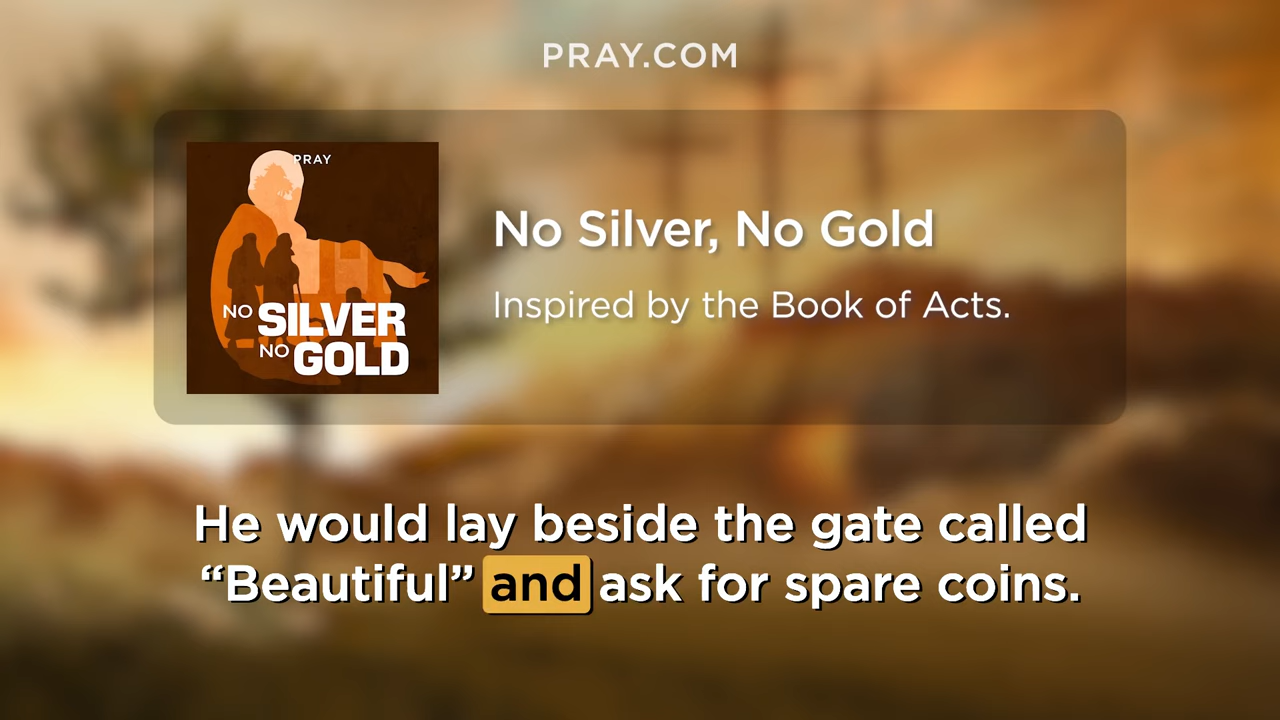 PRAY.COM
PRAY
NO SILVER
NO GOLD
No Silver, No Gold
Inspired by the Book of Acts.
He would lay beside the gate called
“Beautiful” and ask for spare coins.